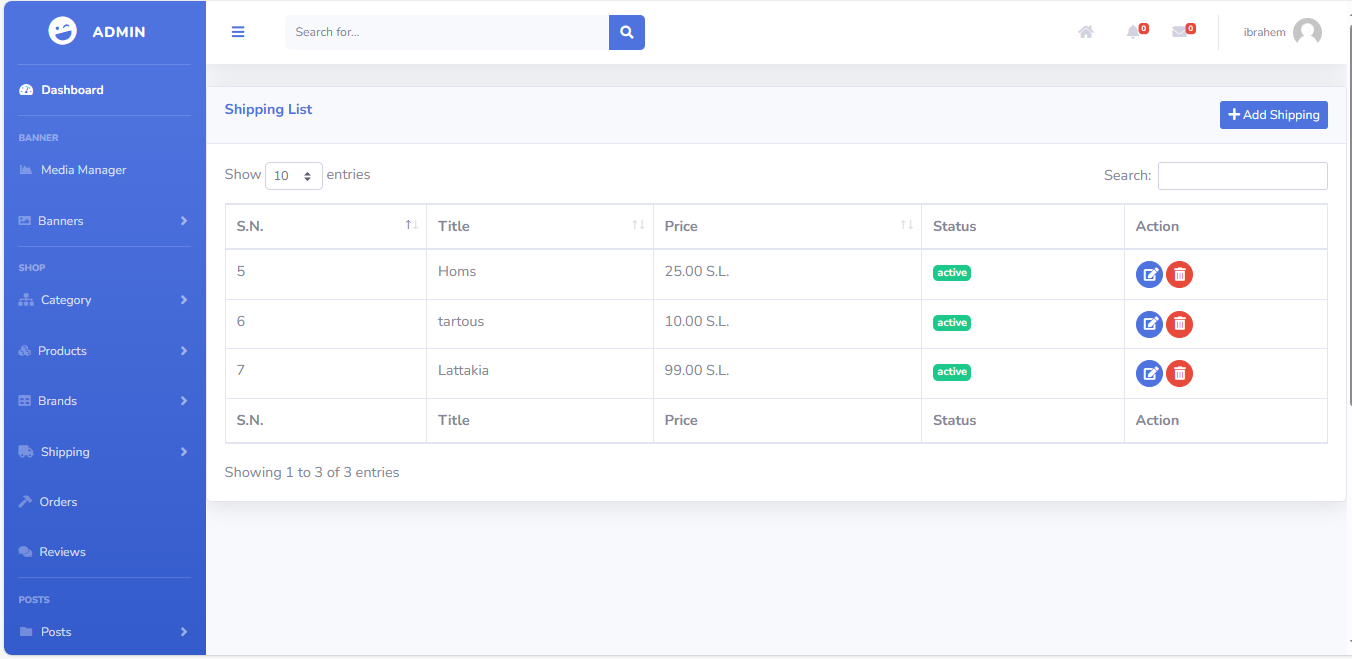 ADMIN
Search for...
0
0
ibrahem
Dashboard
BANNER
Media Manager
Banners
SHOP
Category
Products
Brands
Shipping
Orders
Reviews
POSTS
Posts
Shipping List
Add Shipping
Show 10 entries
Search:
S.N. Title Price Status Action
5 Homs 25.00 S.L. active
6 tartous 10.00 S.L. active
7 Lattakia 99.00 S.L. active
S.N. Title Price Status Action
Showing 1 to 3 of 3 entries